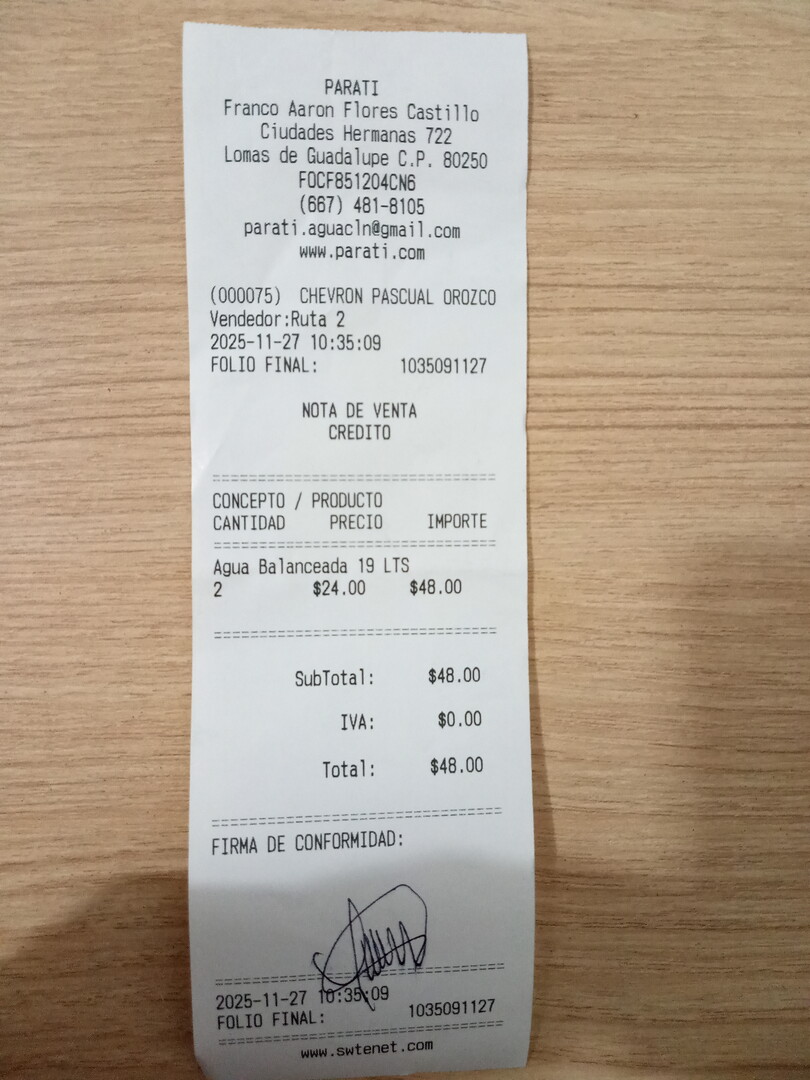 PARATI
Franco Aaron Flores Castillo
Ciudades Hermanas 722
Lomas de Guadalupe C.P. 80250
FOCF851204CN6
(667) 481-8105
parati.aguacln@gmail.com
www.parati.com
(000075) CHEVRON PASCUAL OROZCO
Vendedor:Ruta 2
2025-11-27 10:35:09
FOLIO FINAL: 1035091127
NOTA DE VENTA
CREDITO
================================
CONCEPTO / PRODUCTO
CANTIDAD PRECIO IMPORTE
================================
Agua Balanceada 19 LTS
2 $24.00 $48.00
================================
SubTotal: $48.00
IVA: $0.00
Total: $48.00
================================
FIRMA DE CONFORMIDAD:
================================
2025-11-27 10:35:09
FOLIO FINAL: 1035091127
================================
www.swtenet.com